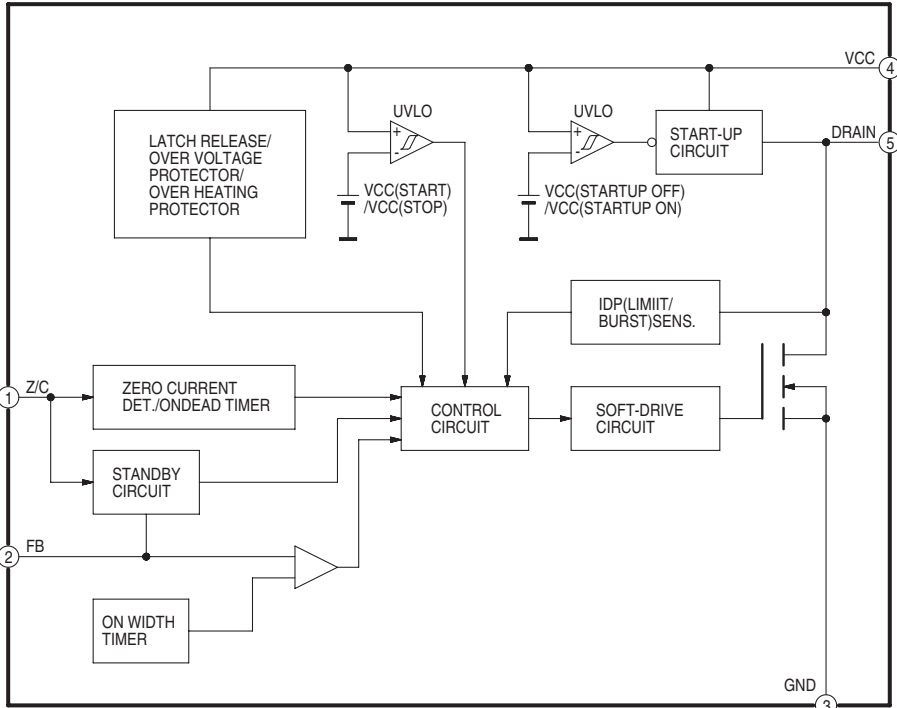 VCC
4
UVLO
UVLO
LATCH RELEASE/
OVER VOLTAGE
PROTECTOR/
OVER HEATING
PROTECTOR
+
-
+
-
START-UP
CIRCUIT
DRAIN
5
VCC(START)
/VCC(STOP)
VCC(STARTUP OFF)
/VCC(STARTUP ON)
IDP(LIMIIT/
BURST)SENS.
1
Z/C
ZERO CURRENT
DET./ONDEAD TIMER
CONTROL
CIRCUIT
SOFT-DRIVE
CIRCUIT
STANDBY
CIRCUIT
2
FB
ON WIDTH
TIMER
GND
3